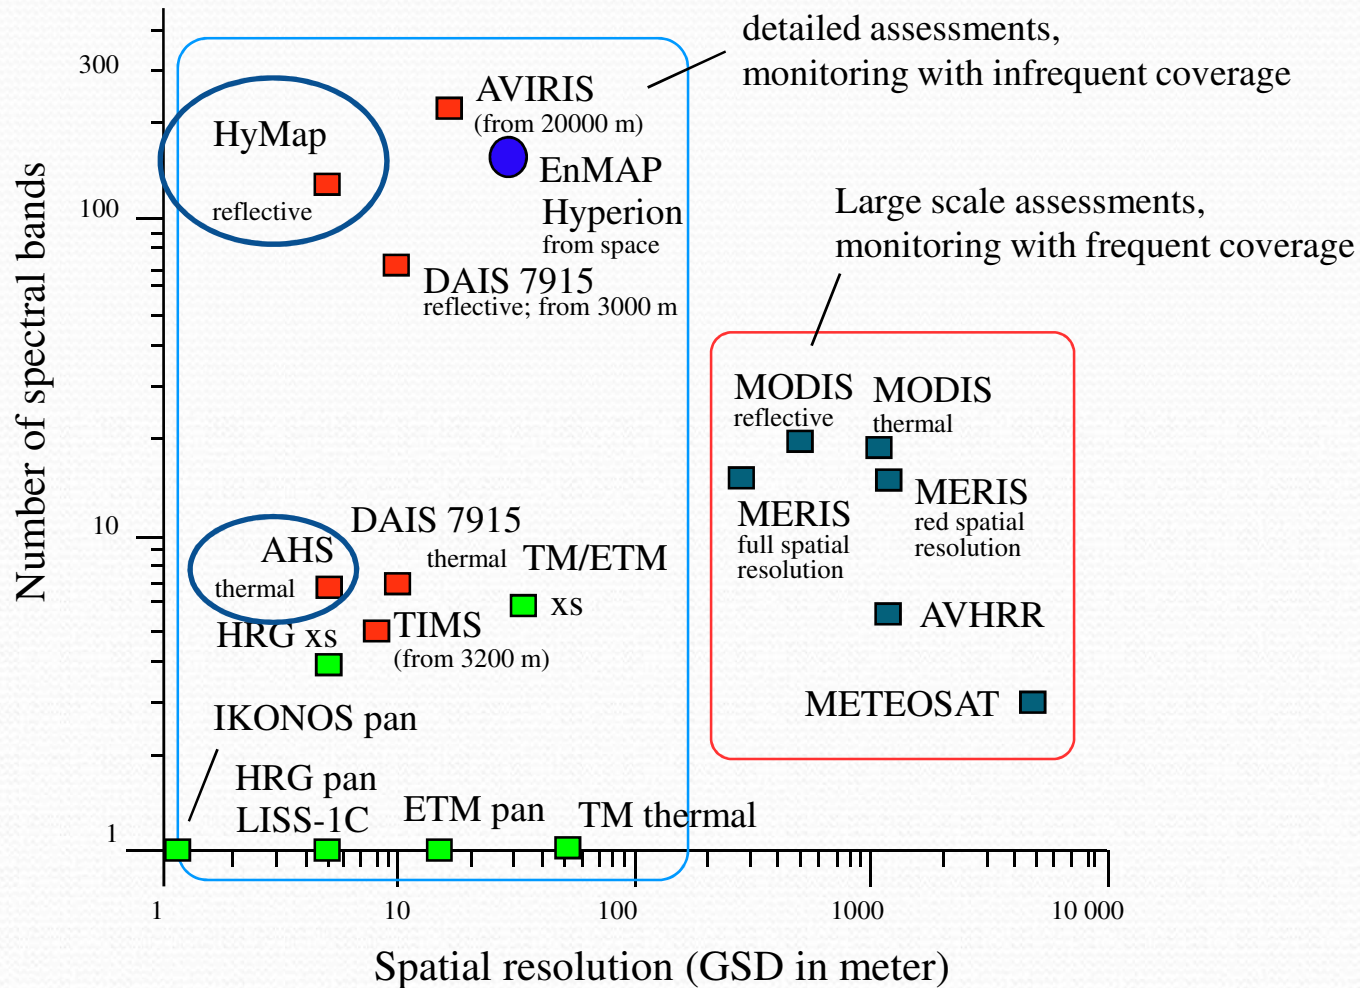 detailed assessments,
monitoring with infrequent coverage
300
AVIRIS
(from 20000 m)
HyMap
reflective
EnMAP
Hyperion
from space
100
Large scale assessments,
monitoring with frequent coverage
DAIS 7915
reflective; from 3000 m
Number of spectral bands
MODIS
reflective
MODIS
thermal
MERIS
full spatial
resolution
MERIS
red spatial
resolution
10
DAIS 7915
thermal
AHS
thermal
TM/ETM
xs
HRG xs
TIMS
(from 3200 m)
AVHRR
METEOSAT
IKONOS pan
HRG pan
LISS-1C
ETM pan
TM thermal
1
1
10
100
1000
10 000
Spatial resolution (GSD in meter)